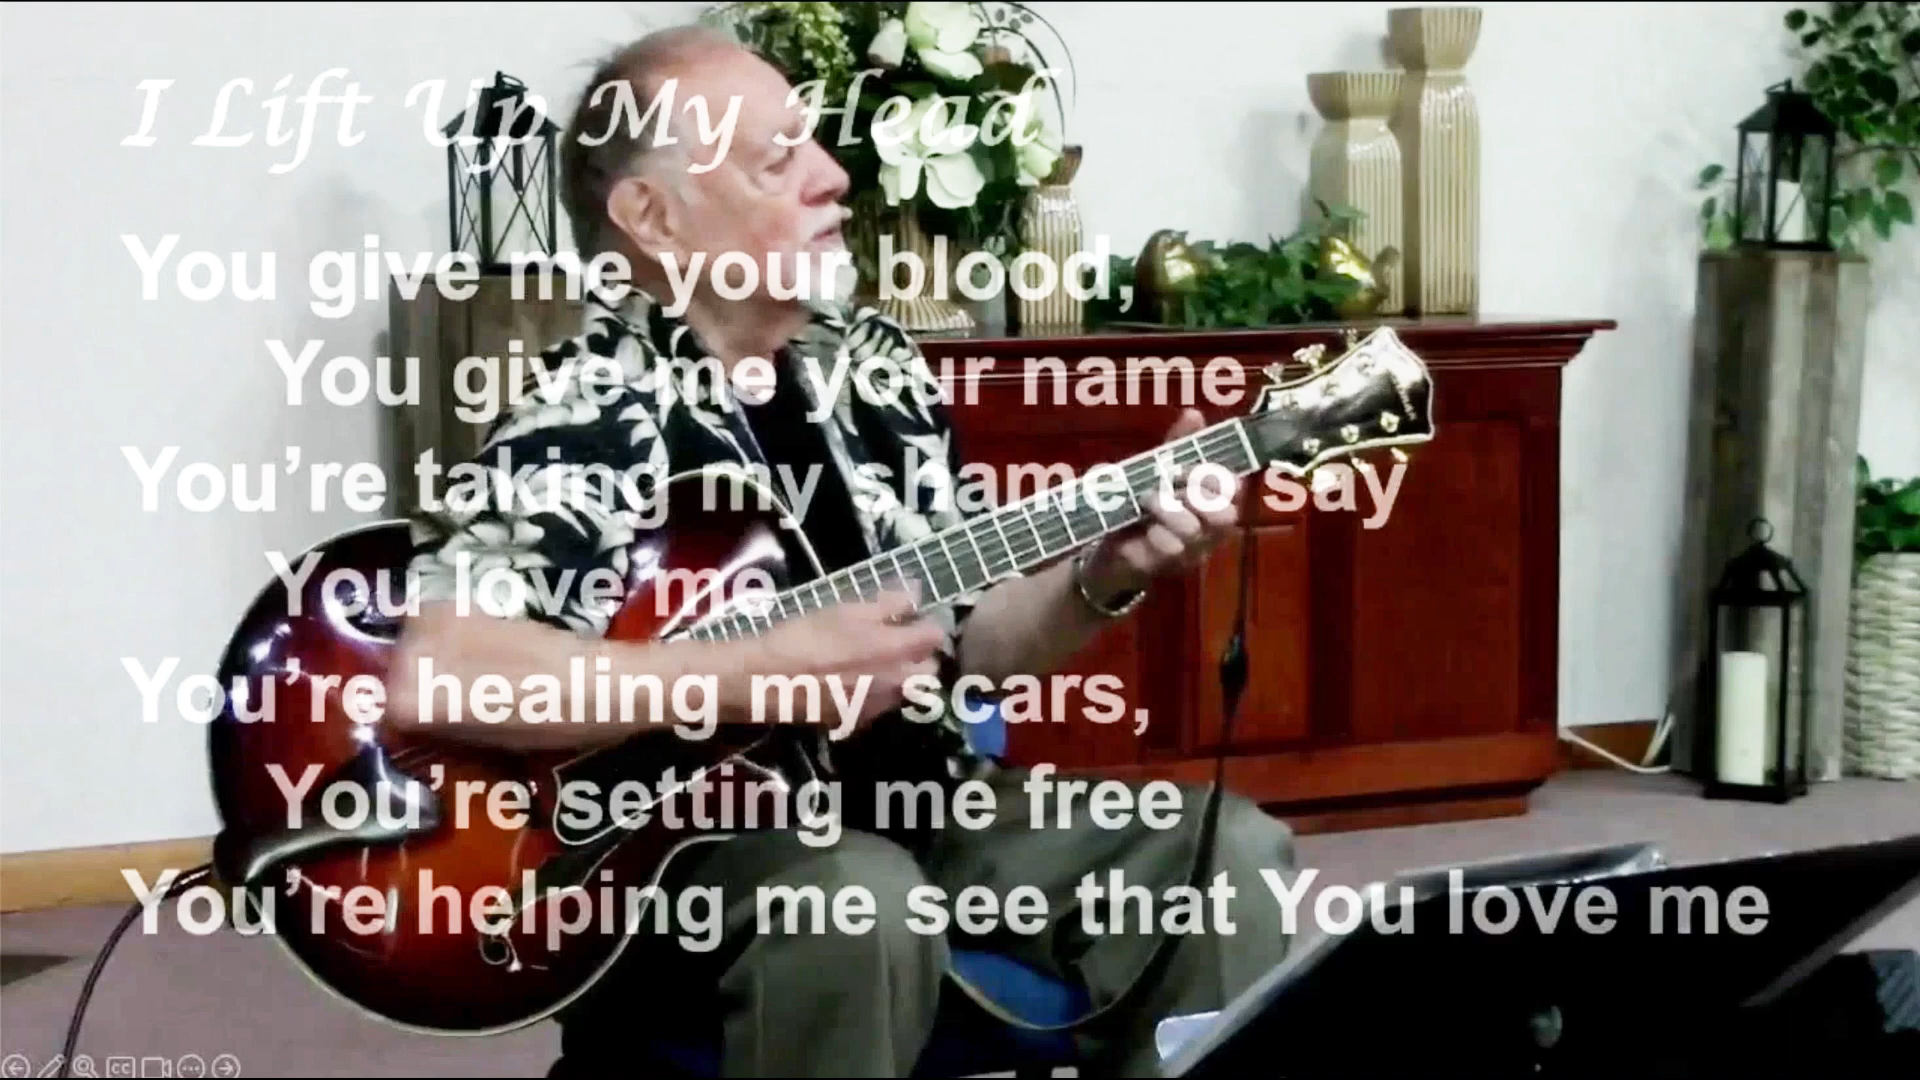 I Lift Up My Head
You give me your blood,
You give me your name
You're taking my shame to say
You love me
You’re healing my scars,
You’re setting me free
You’re helping me see that You love me
CC